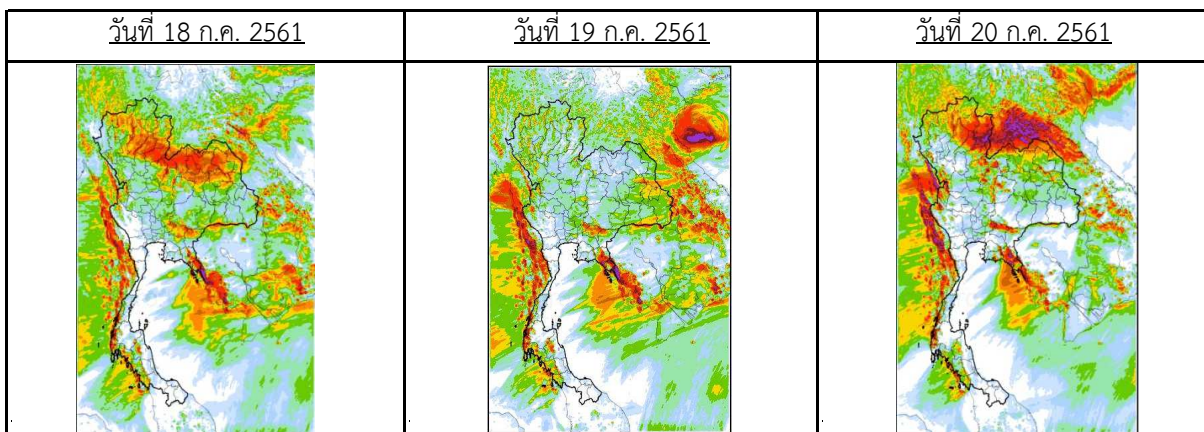 วันที่ 18 ก.ค. 2561
วันที่ 19 ก.ค. 2561
วันที่ 20 ก.ค. 2561